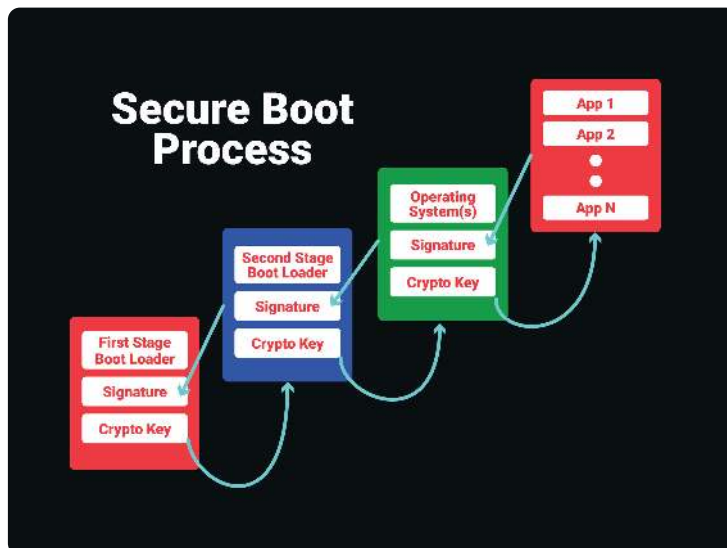 Secure Boot
Process
First Stage
Boot Loader
Signature
Crypto Key
Second Stage
Boot Loader
Signature
Crypto Key
Operating
System(s)
Signature
Crypto Key
App 1
App 2
App N